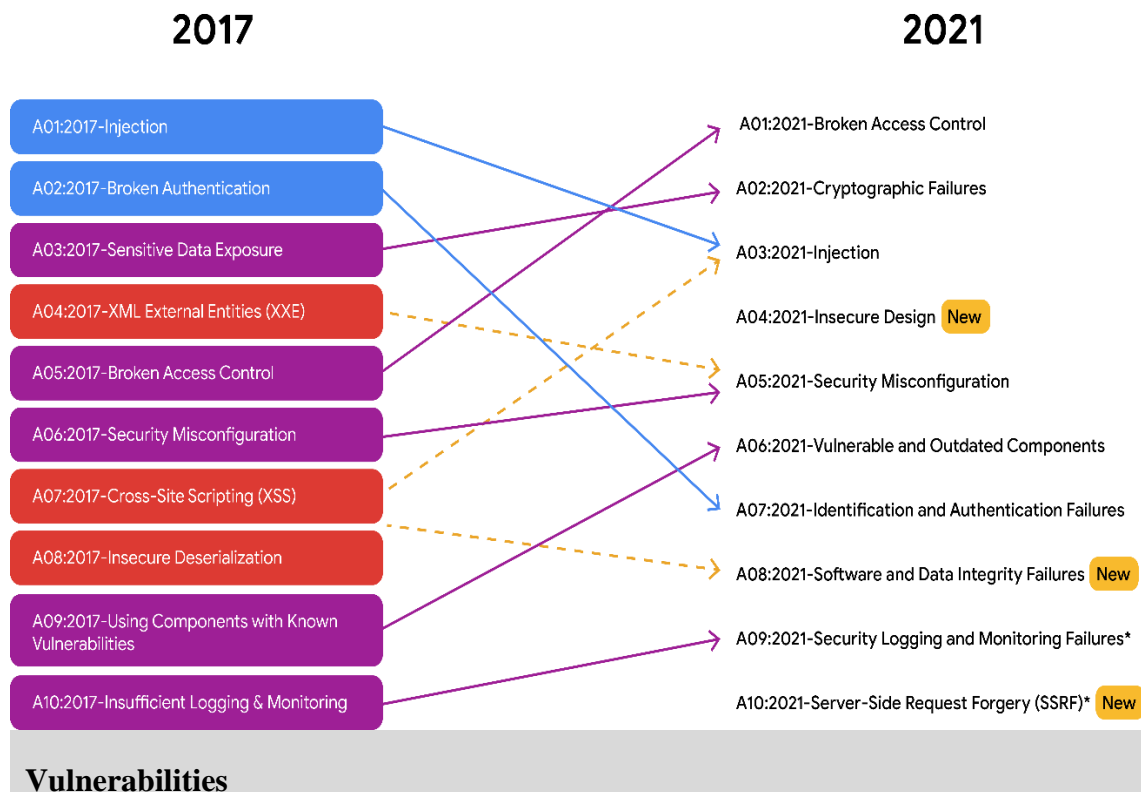 2017
2021
A01:2017-Injection
A02:2017-Broken Authentication
A03:2017-Sensitive Data Exposure
A04:2017-XML External Entities (XXE)
A05:2017-Broken Access Control
A06:2017-Security Misconfiguration
A07:2017-Cross-Site Scripting (XSS)
A08:2017-Insecure Deserialization
A09:2017-Using Components with Known
Vulnerabilities
A10:2017-Insufficient Logging & Monitoring
A01:2021-Broken Access Control
A02:2021-Cryptographic Failures
A03:2021-Injection
A04:2021-Insecure Design New
A05:2021-Security Misconfiguration
A06:2021-Vulnerable and Outdated Components
A07:2021-Identification and Authentication Failures
A08:2021-Software and Data Integrity Failures New
A09:2021-Security Logging and Monitoring Failures*
A10:2021-Server-Side Request Forgery (SSRF)* New
Vulnerabilities